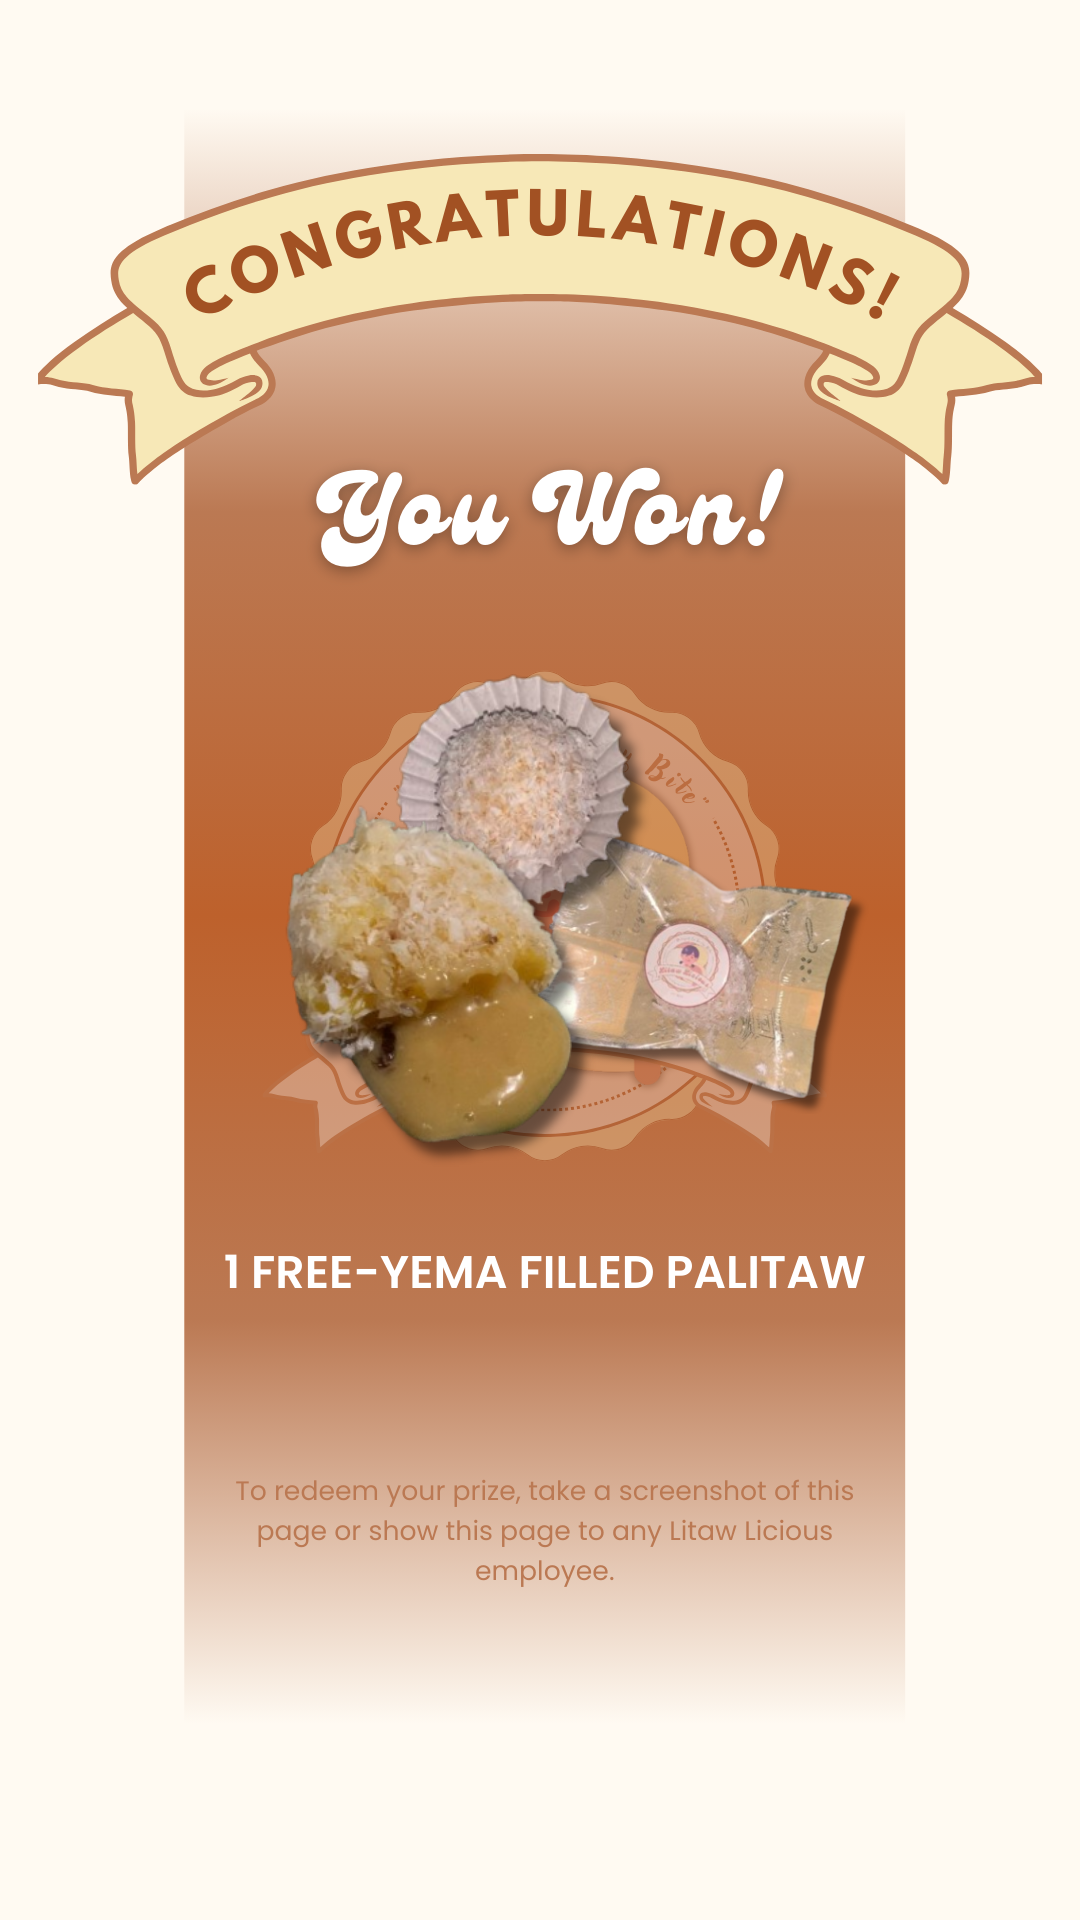 CONGRATULATIONS!
You Won!
Bite"
1 FREE-YEMA FILLED PALITAW
To redeem your prize, take a screenshot of this
page or show this page to any Litaw Licious
employee.